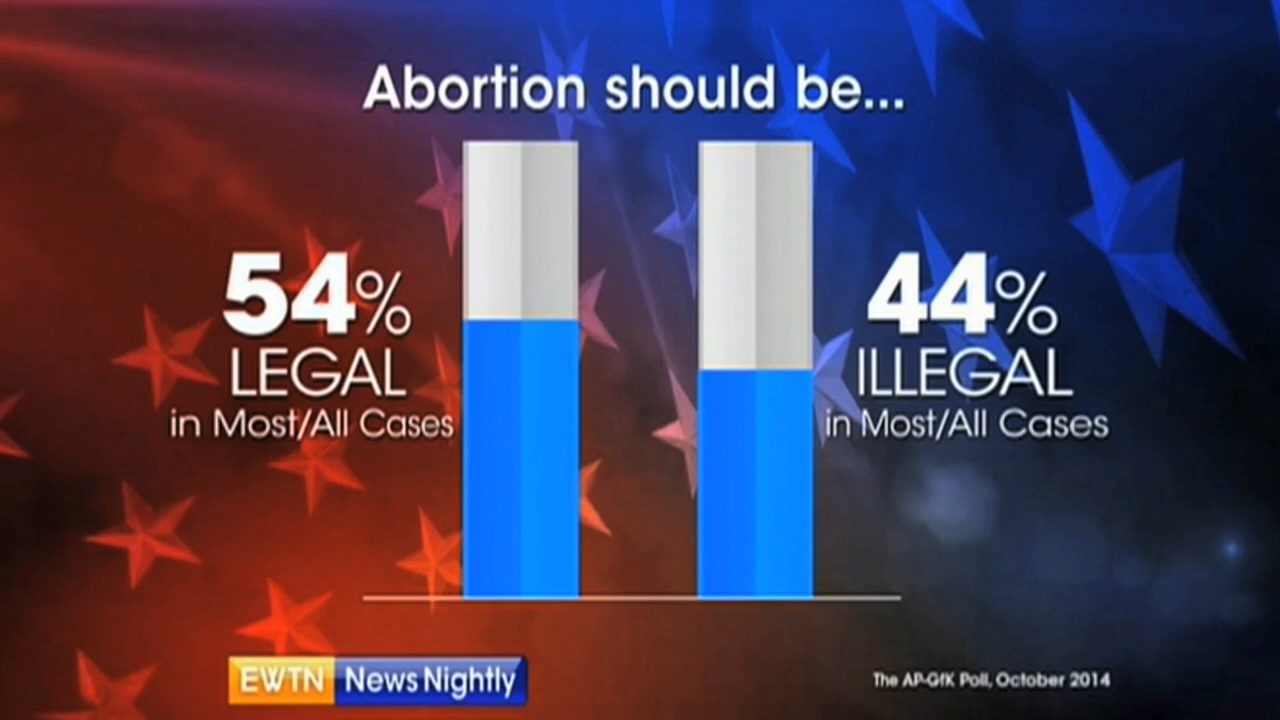 Abortion should be...
54%
LEGAL
in Most/All Cases
44%
ILLEGAL
in Most/All Cases
EWTN News Nightly
The AP-GfK Poll, October 2014